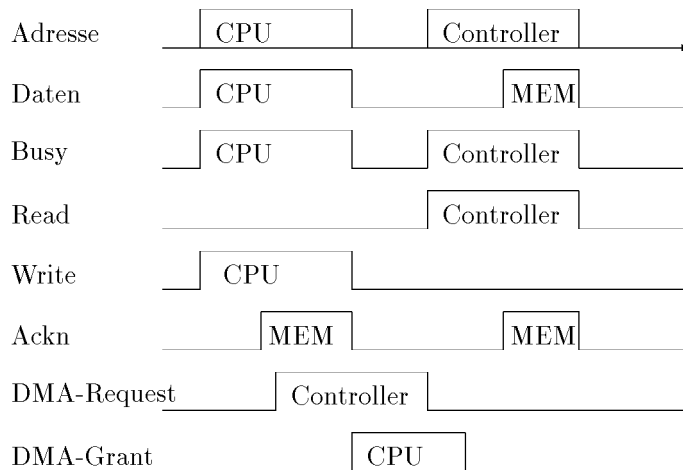 Adresse CPU Controller
Daten CPU MEM
Busy CPU Controller
Read Controller
Write CPU
Ackn MEM MEM
DMA-Request Controller
DMA-Grant CPU